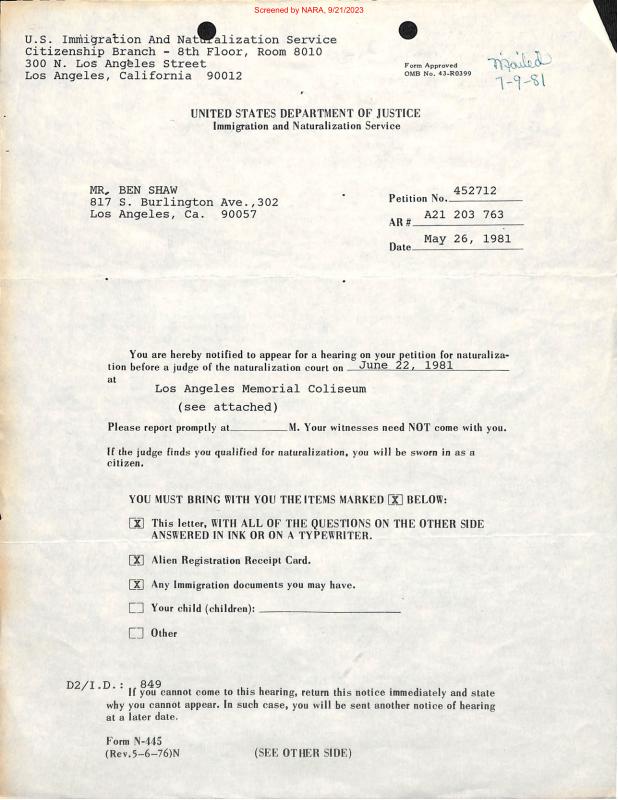 Screened by NARA, 9/21/2023
U.S. Immigration And Naturalization Service
Citizenship Branch - 8th Floor, Room 8010
300 N. Los Angeles Street
Los Angeles, California 90012
Form Approved
OMB No. 43-R0399
Mailed
7-9-81
UNITED STATES DEPARTMENT OF JUSTICE
Immigration and Naturalization Service
MR. BEN SHAW
817 S. Burlington Ave.,302
Los Angeles, Ca. 90057
Petition No. 452712
AR # A21 203 763
Date May 26, 1981
You are hereby notified to appear for a hearing on your petition for naturaliza-
tion before a judge of the naturalization court on June 22, 1981
at
Los Angeles Memorial Coliseum
(see attached)
Please report promptly at________M. Your witnesses need NOT come with you.
If the judge finds you qualified for naturalization, you will be sworn in as a
citizen.
YOU MUST BRING WITH YOU THE ITEMS MARKED [X] BELOW:
[X] This letter, WITH ALL OF THE QUESTIONS ON THE OTHER SIDE
ANSWERED IN INK OR ON A TYPEWRITER.
[X] Alien Registration Receipt Card.
[X] Any Immigration documents you may have.
[ ] Your child (children): ____________________
[ ] Other
D2/I.D.: 849
If you cannot come to this hearing, return this notice immediately and state
why you cannot appear. In such case, you will be sent another notice of hearing
at a later date.
Form N-445
(Rev.5-6-76)N (SEE OTHER SIDE)